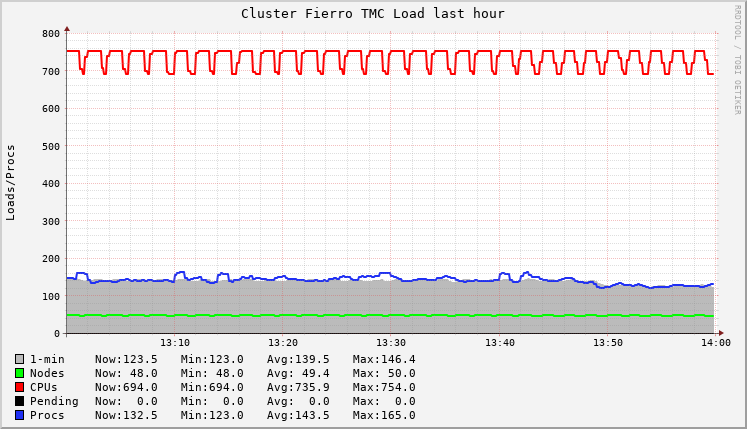 Cluster Fierro TMC Load last hour
RRDTOOL / TOBI OETIKER
Loads/Procs
800
700
600
500
400
300
200
100
0
13:10 13:20 13:30 13:40 13:50 14:00
1-min Now:123.5 Min:123.0 Avg:139.5 Max:146.4
Nodes Now: 48.0 Min: 48.0 Avg: 49.4 Max: 50.0
CPUs Now:694.0 Min:694.0 Avg:735.9 Max:754.0
Pending Now: 0.0 Min: 0.0 Avg: 0.0 Max: 0.0
Procs Now:132.5 Min:123.0 Avg:143.5 Max:165.0